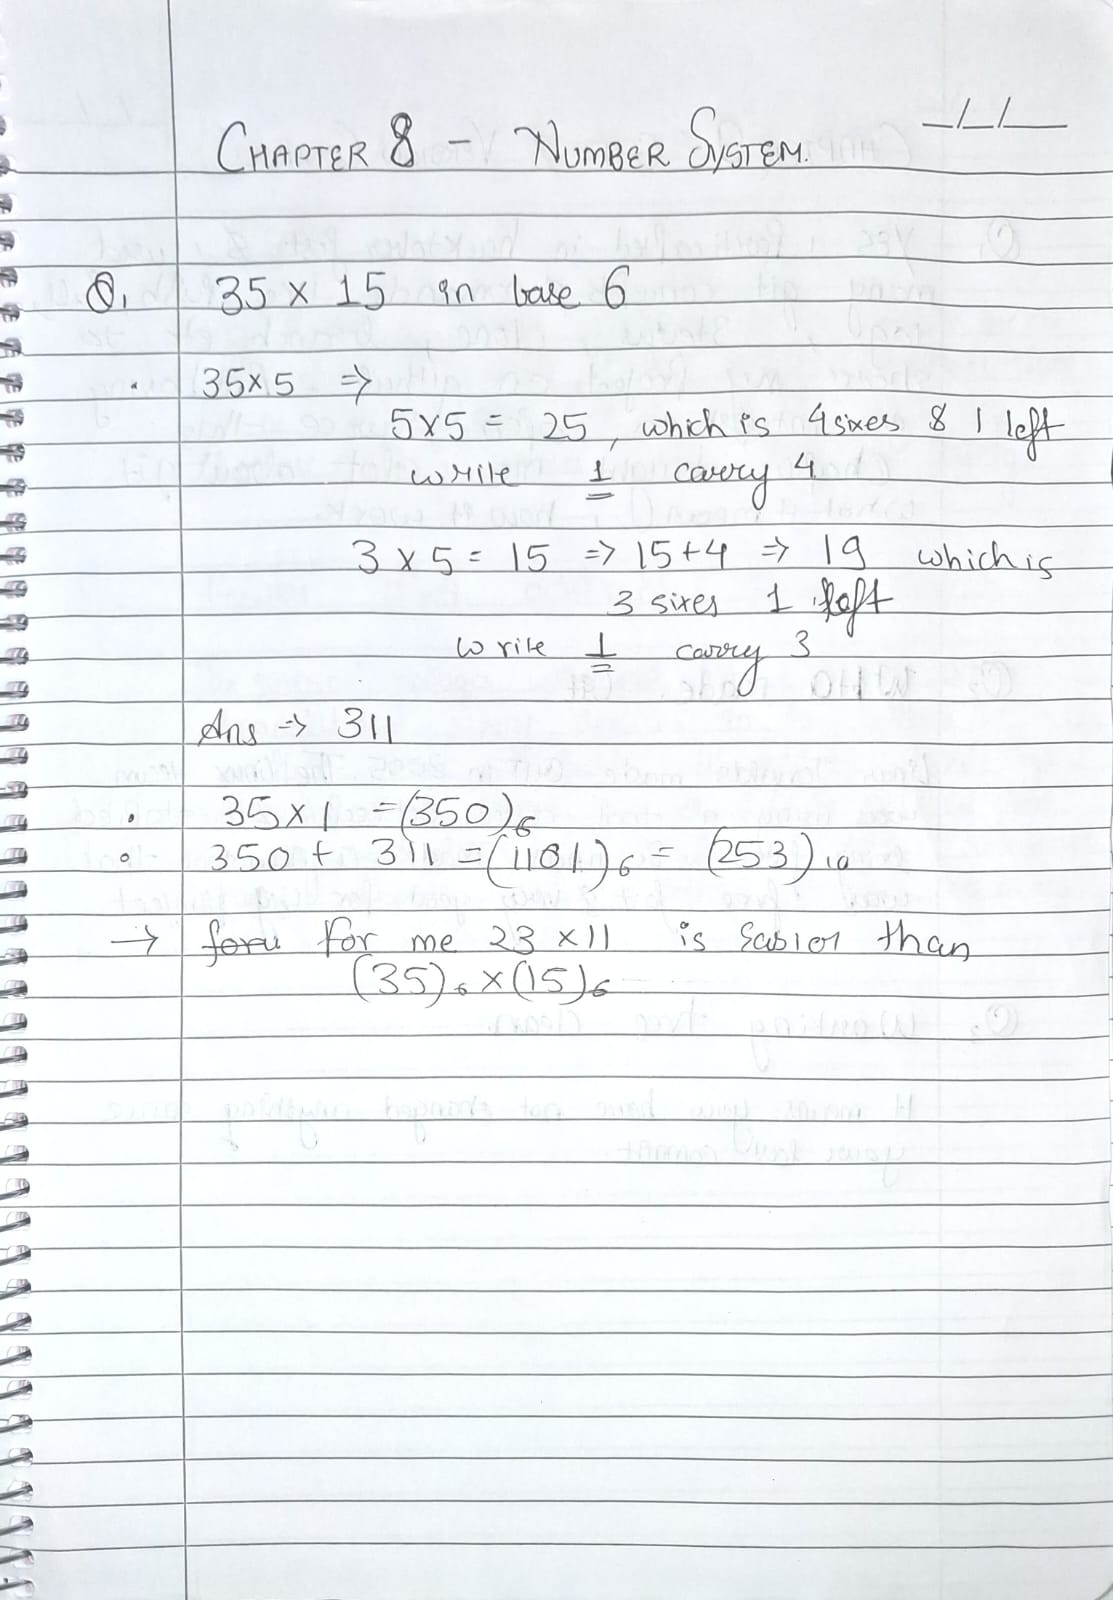 _/_/__
CHAPTER 8 - NUMBER SYSTEM.
Q. 35 × 15 in base 6
. 35×5 ⇒
5×5 = 25, which is 4 sixes & 1 left
write 1 carry 4
3 × 5 = 15 ⇒ 15+4 ⇒ 19 which is
3 sixes 1 left
write 1 carry 3
Ans ⇒ 311
. 35 × 1 = (350)₆
. 350 + 311 = (1101)₆ = (253)₁₀
→ for me 23 × 11 is than
(35)₆ × (15)₆